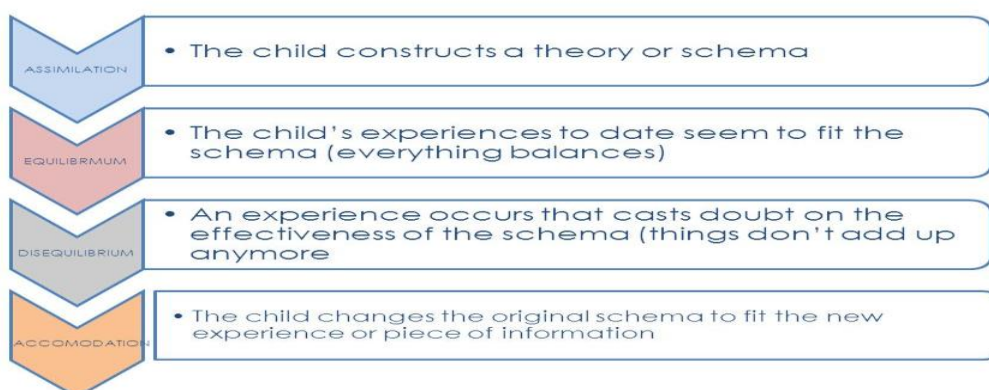 ASSIMILATION
• The child constructs a theory or schema
EQUILIBRMUM
• The child's experiences to date seem to fit the
schema (everything balances)
DISEQUILIBRIUM
• An experience occurs that casts doubt on the
effectiveness of the schema (things don't add up
anymore
ACCOMODATION
• The child changes the original schema to fit the new
experience or piece of information